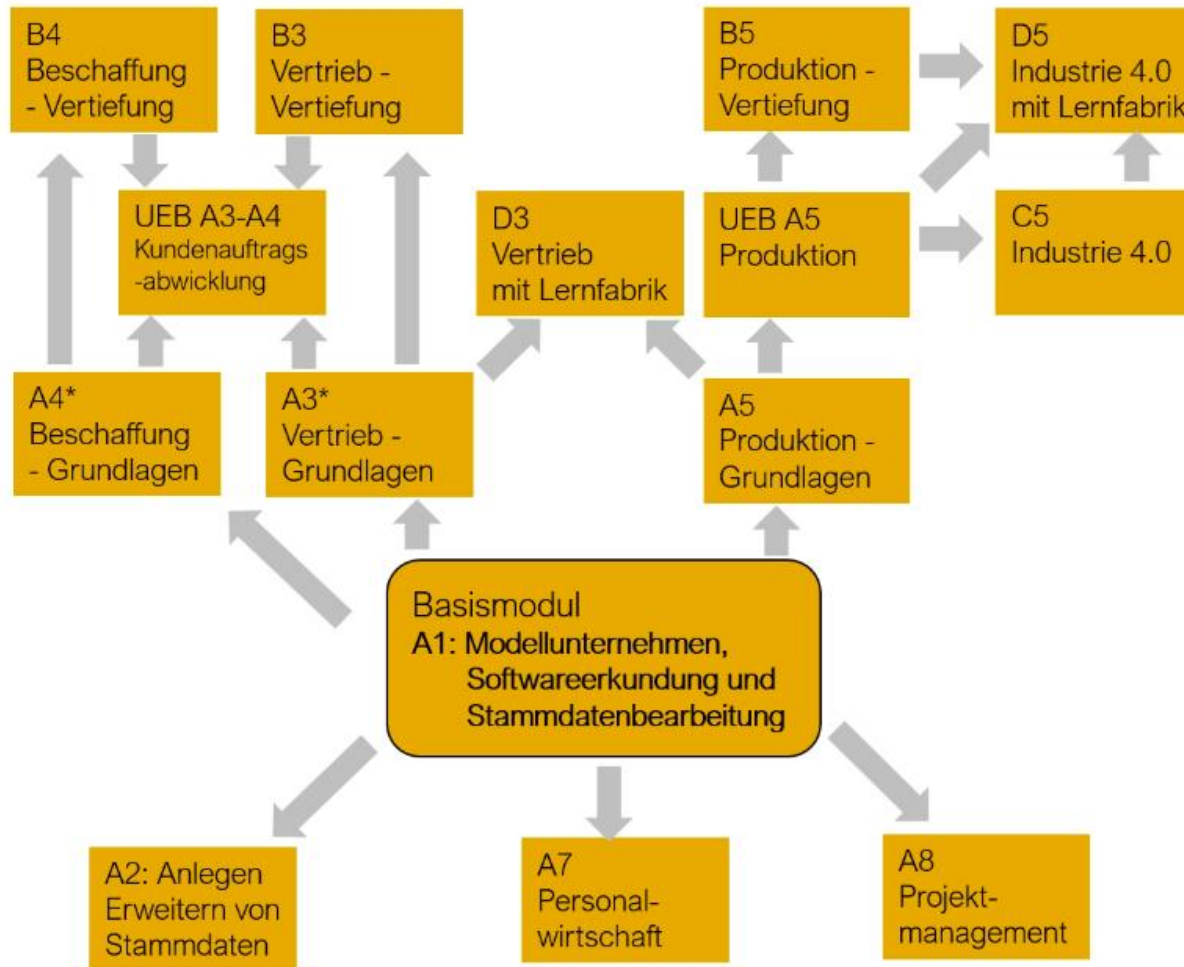 B4
Beschaffung
- Vertiefung
B3
Vertrieb -
Vertiefung
B5
Produktion -
Vertiefung
D5
Industrie 4.0
mit Lernfabrik
UEB A3-A4
Kundenauftrags
-abwicklung
D3
Vertrieb
mit Lernfabrik
UEB A5
Produktion
C5
Industrie 4.0
A4*
Beschaffung
- Grundlagen
A3*
Vertrieb -
Grundlagen
A5
Produktion -
Grundlagen
Basismodul
A1: Modellunternehmen,
Softwareerkundung und
Stammdatenbearbeitung
A2: Anlegen
Erweitern von
Stammdaten
A7
Personal-
wirtschaft
A8
Projekt-
management